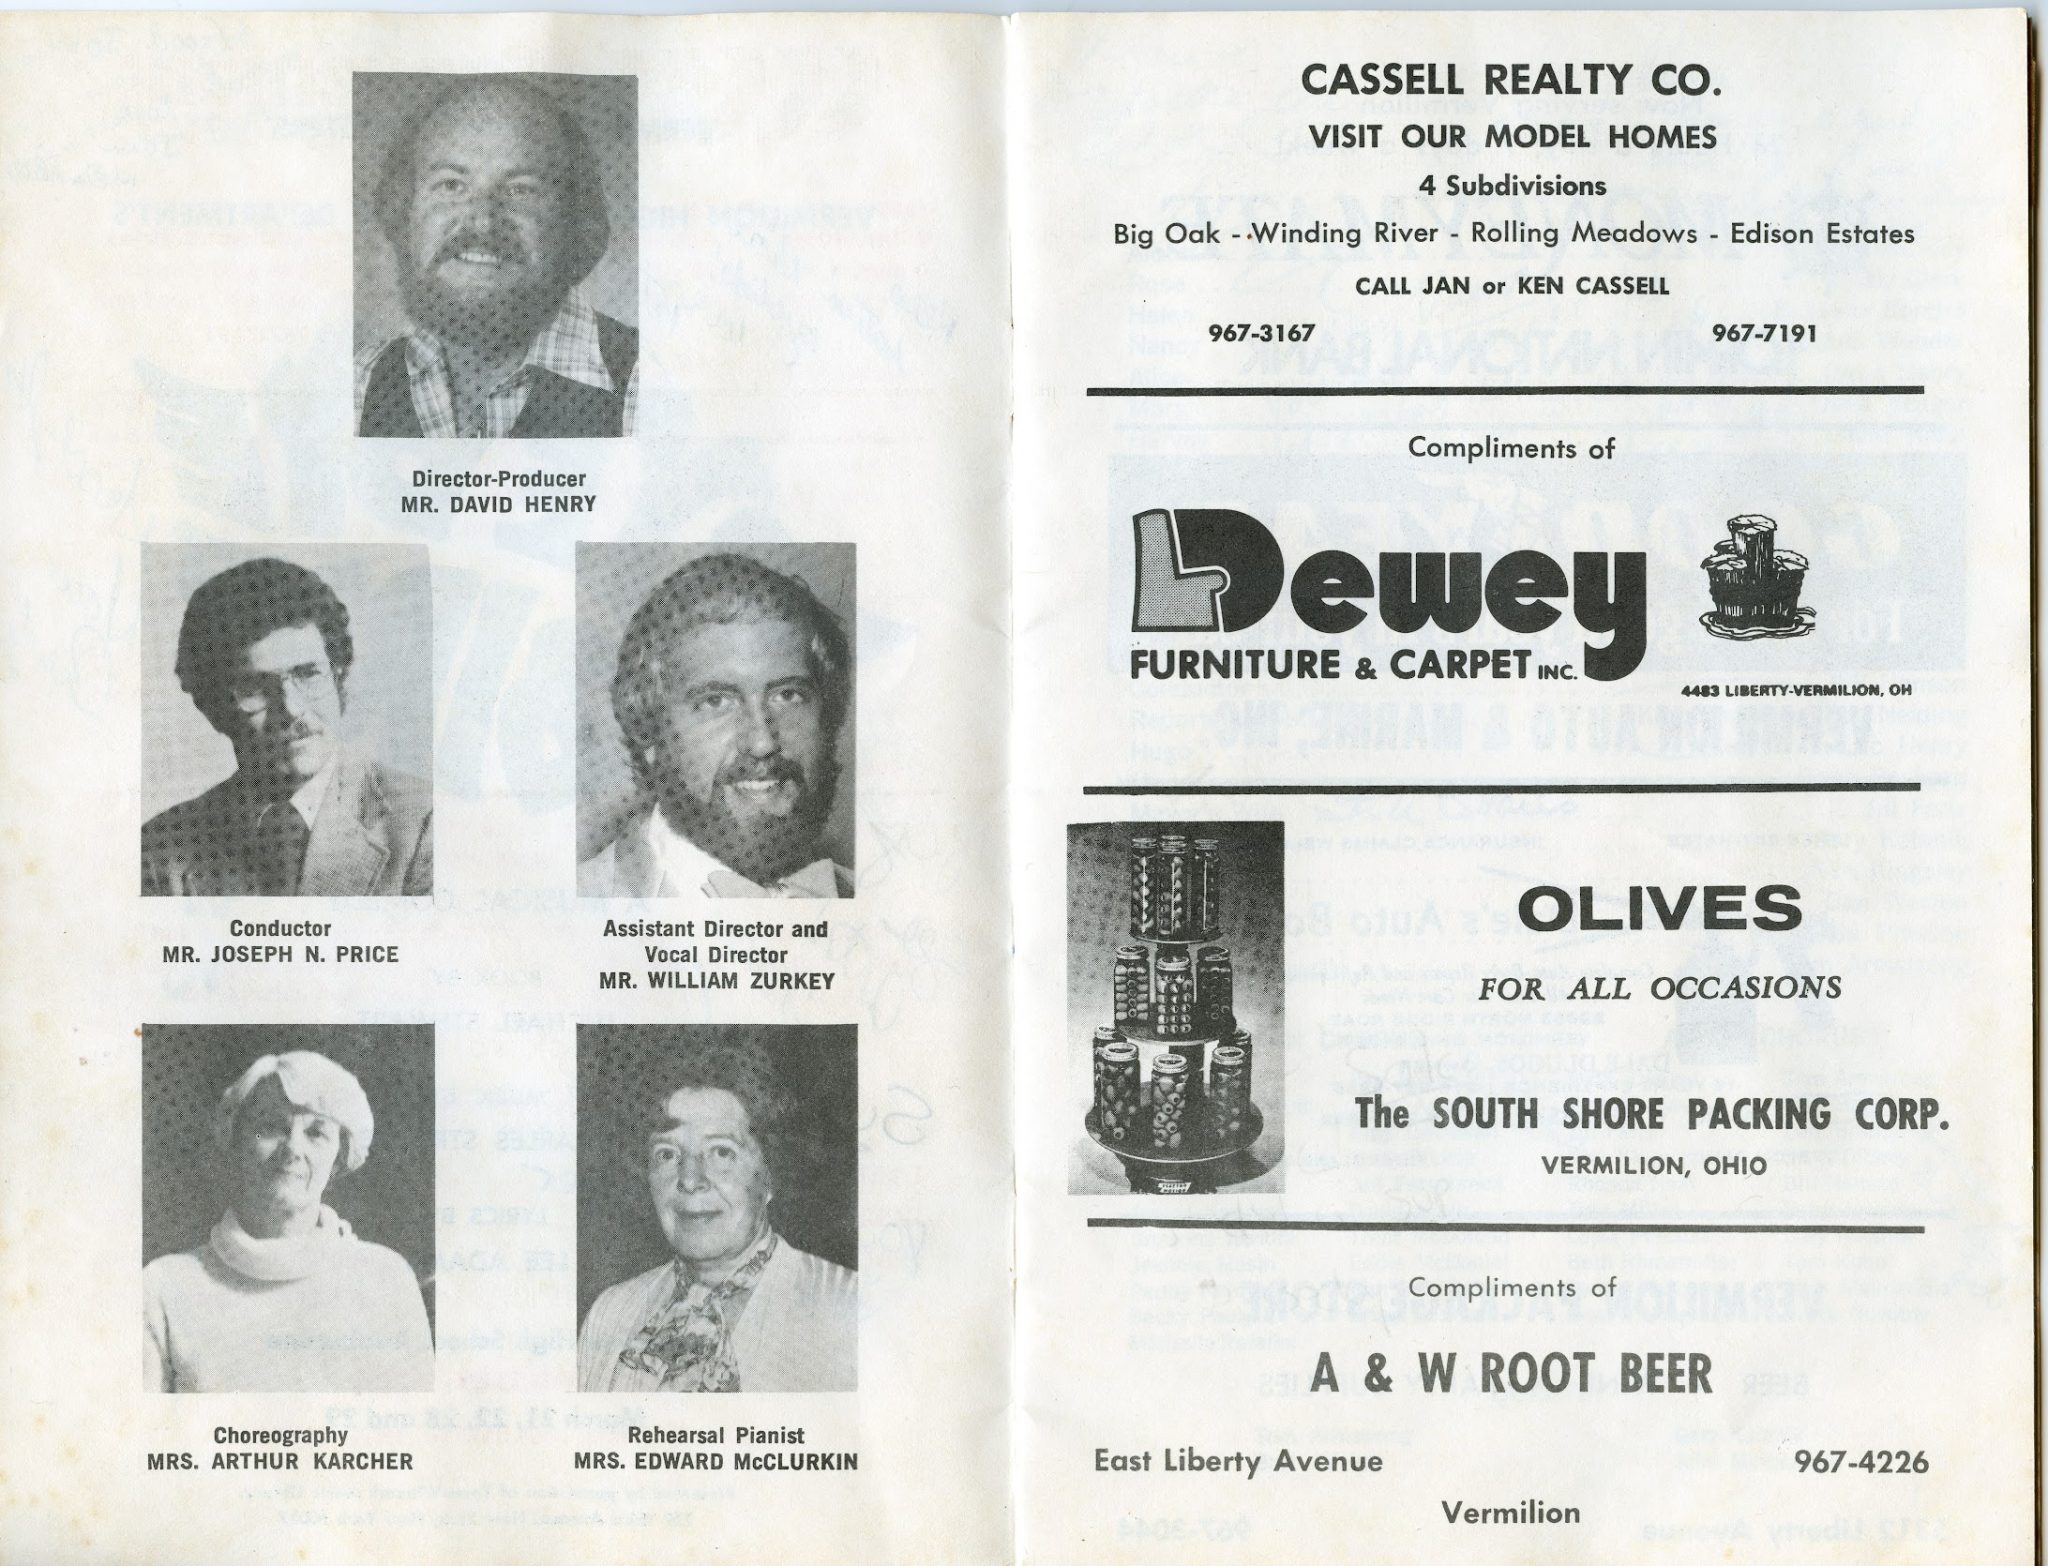 Director-Producer
MR. DAVID HENRY
Conductor
MR. JOSEPH N. PRICE
Assistant Director and
Vocal Director
MR. WILLIAM ZURKEY
Choreography
MRS. ARTHUR KARCHER
Rehearsal Pianist
MRS. EDWARD McCLURKIN
CASSELL REALTY CO.
VISIT OUR MODEL HOMES
4 Subdivisions
Big Oak - Winding River - Rolling Meadows - Edison Estates
CALL JAN or KEN CASSELL
967-3167 967-7191
Compliments of
Dewey
FURNITURE & CARPET INC.
4483 LIBERTY-VERMILION, OH
OLIVES
FOR ALL OCCASIONS
The SOUTH SHORE PACKING CORP.
VERMILION, OHIO
Compliments of
A & W ROOT BEER
East Liberty Avenue 967-4226
Vermilion